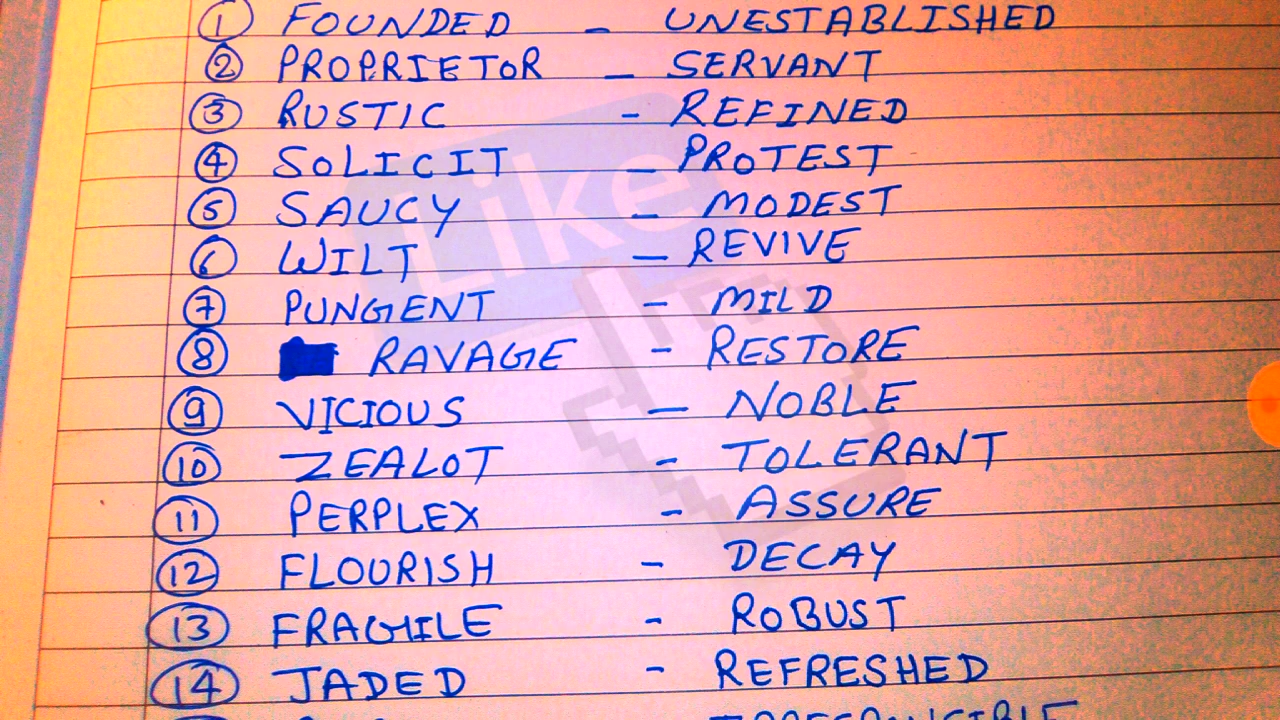 ① FOUNDED - UNESTABLISHED
② PROPRIETOR - SERVANT
③ RUSTIC - REFINED
④ SOLICIT - PROTEST
⑤ SAUCY - MODEST
⑥ WILT - REVIVE
⑦ PUNGENT - MILD
⑧ RAVAGE - RESTORE
⑨ VICIOUS - NOBLE
⑩ ZEALOT - TOLERANT
⑪ PERPLEX - ASSURE
⑫ FLOURISH - DECAY
⑬ FRAGILE - ROBUST
⑭ JADED - REFRESHED
Like